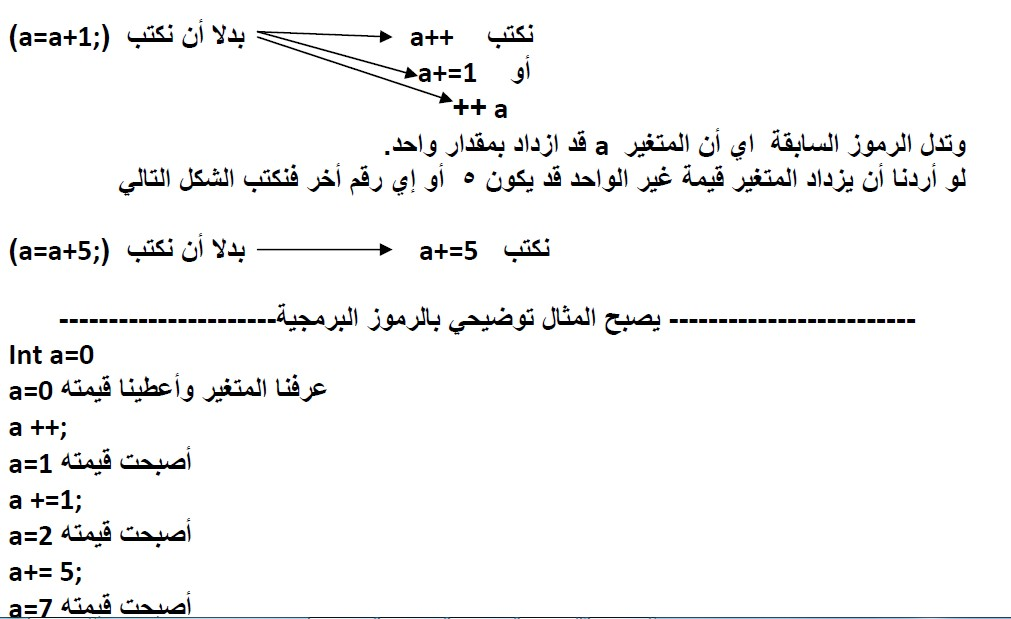 (a=a+1;) بدلا أن نكتب a++ نكتب
a+=1 أو
++ a
وتدل الرموز السابقة اي أن المتغير a قد ازداد بمقدار واحد.
لو أردنا أن يزداد المتغير قيمة غير الواحد قد يكون ٥ أو إي رقم أخر فنكتب الشكل التالي
(a=a+5;) بدلا أن نكتب a+=5 نكتب
------------------------- يصبح المثال توضيحي بالرموز البرمجية----------------------
Int a=0
a=0 عرفنا المتغير وأعطينا قيمته
a ++;
a=1 أصبحت قيمته
a +=1;
a=2 أصبحت قيمته
a+= 5;
a=7 أصبحت قيمته